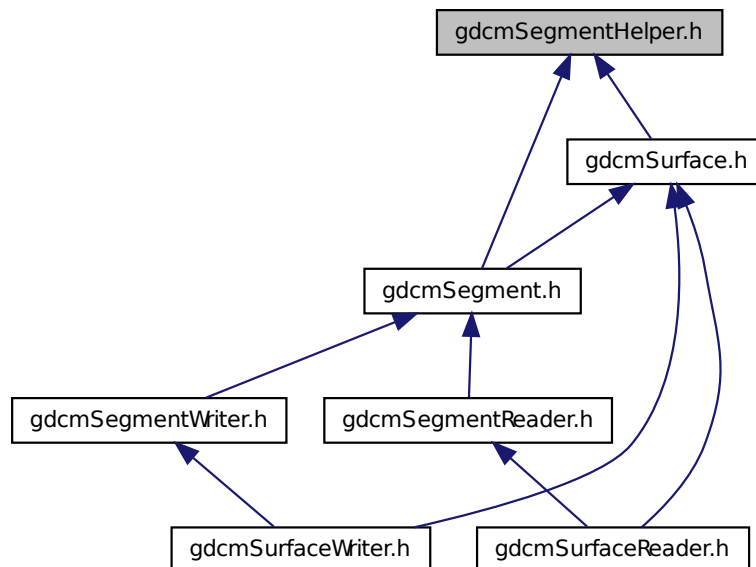 gdcmSegmentHelper.h
gdcmSurface.h
gdcmSegment.h
gdcmSegmentWriter.h
gdcmSegmentReader.h
gdcmSurfaceWriter.h
gdcmSurfaceReader.h